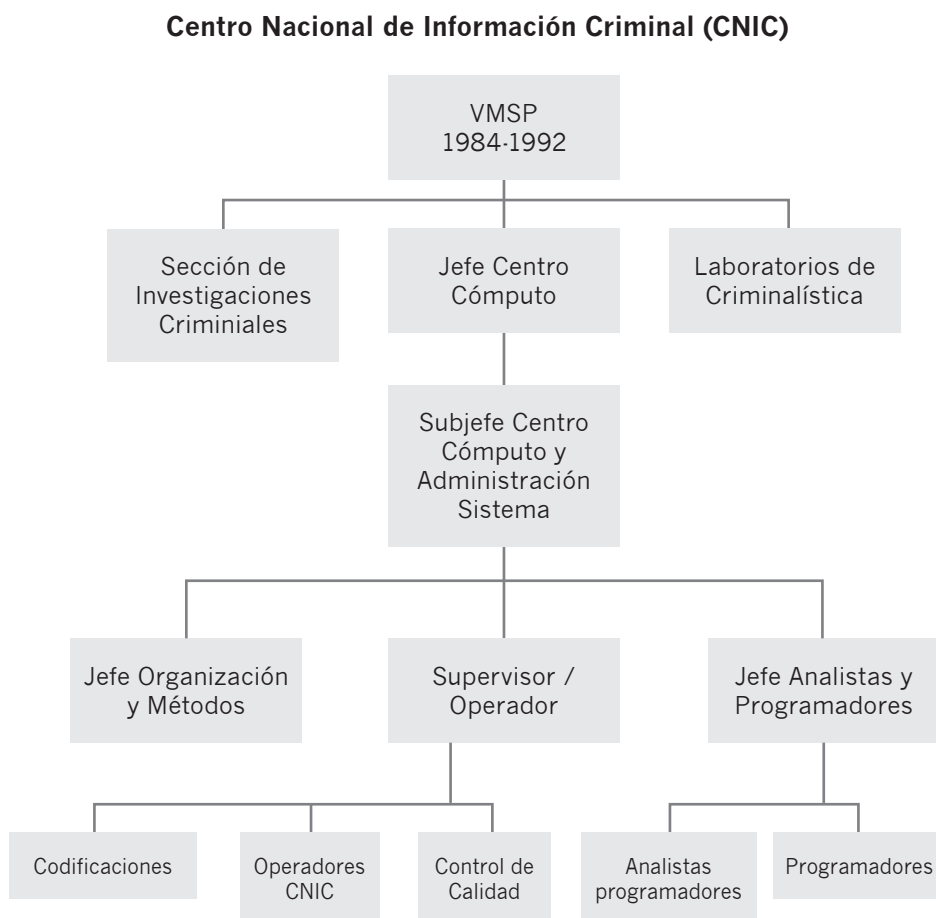 Centro Nacional de Información Criminal (CNIC)
VMSP
1984-1992
Sección de
Investigaciones
Criminiales
Jefe Centro
Cómputo
Laboratorios de
Criminalística
Subjefe Centro
Cómputo y
Administración
Sistema
Jefe Organización
y Métodos
Supervisor /
Operador
Jefe Analistas y
Programadores
Codificaciones
Operadores
CNIC
Control de
Calidad
Analistas
programadores
Programadores